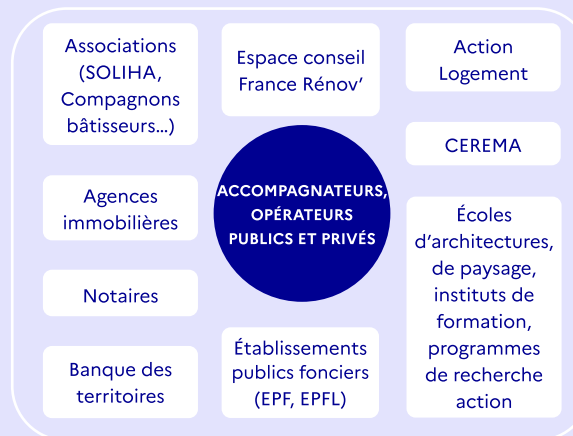 Associations
(SOLIHA,
Compagnons
bâtisseurs…)
Agences
immobilières
Notaires
Banque des
territoires
Espace conseil
France Rénov’
ACCOMPAGNATEURS,
OPÉRATEURS
PUBLICS ET PRIVÉS
Établissements
publics fonciers
(EPF, EPFL)
Action
Logement
CEREMA
Écoles
d’architectures,
de paysage,
instituts de
formation,
programmes
de recherche
action